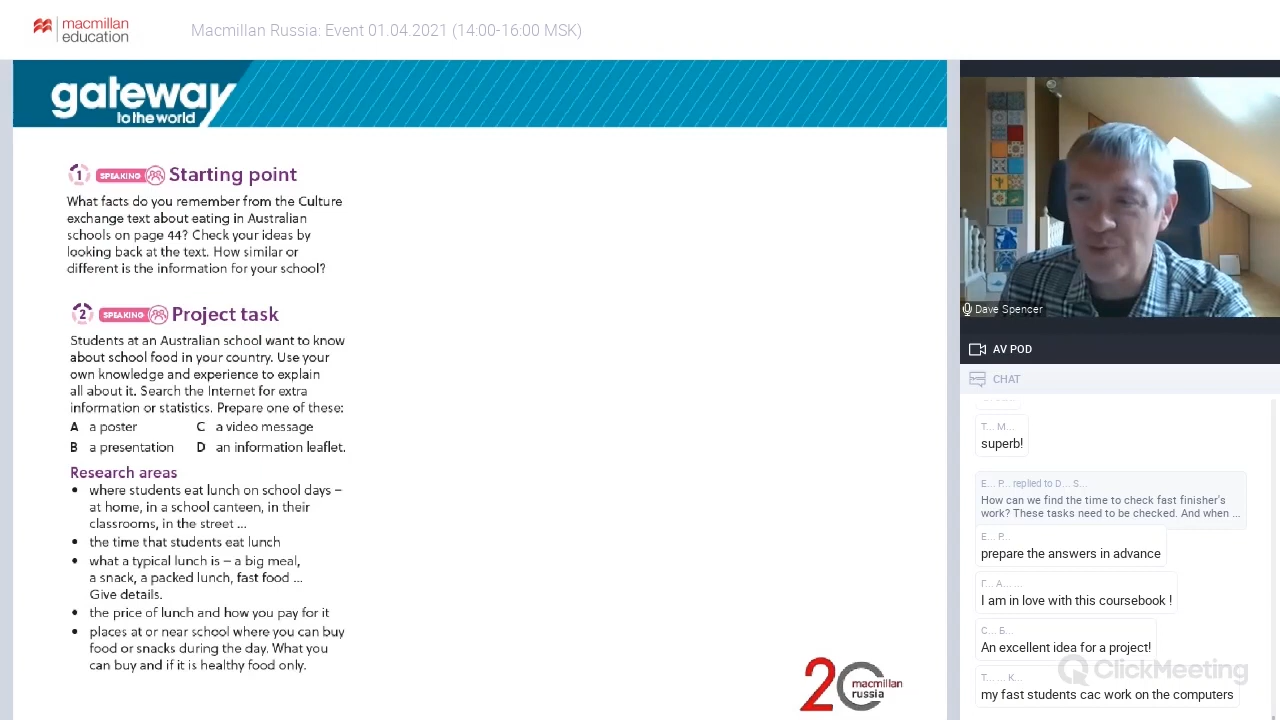 macmillan
education
Macmillan Russia: Event 01.04.2021 (14:00-16:00 MSK)
gateway
to the world
1 SPEAKING Starting point
What facts do you remember from the Culture
exchange text about eating in Australian
schools on page 44? Check your ideas by
looking back at the text. How similar or
different is the information for your school?
2 SPEAKING Project task
Students at an Australian school want to know
about school food in your country. Use your
own knowledge and experience to explain
all about it. Search the Internet for extra
information or statistics. Prepare one of these:
A a poster C a video message
B a presentation D an information leaflet.
Research areas
• where students eat lunch on school days –
at home, in a school canteen, in their
classrooms, in the street ...
• the time that students eat lunch
• what a typical lunch is – a big meal,
a snack, a packed lunch, fast food ...
Give details.
• the price of lunch and how you pay for it
• places at or near school where you can buy
food or snacks during the day. What you
can buy and if it is healthy food only.
20 macmillan
russia
Dave Spencer
AV POD
CHAT
T... M...
superb!
E... P... replied to D... S...
How can we find the time to check fast finisher's
work? These tasks need to be checked. And when ...
E... P...
prepare the answers in advance
Г... А... ...
I am in love with this coursebook !
С... Б...
An excellent idea for a project!
ClickMeeting
T... ... K...
my fast students cac work on the computers